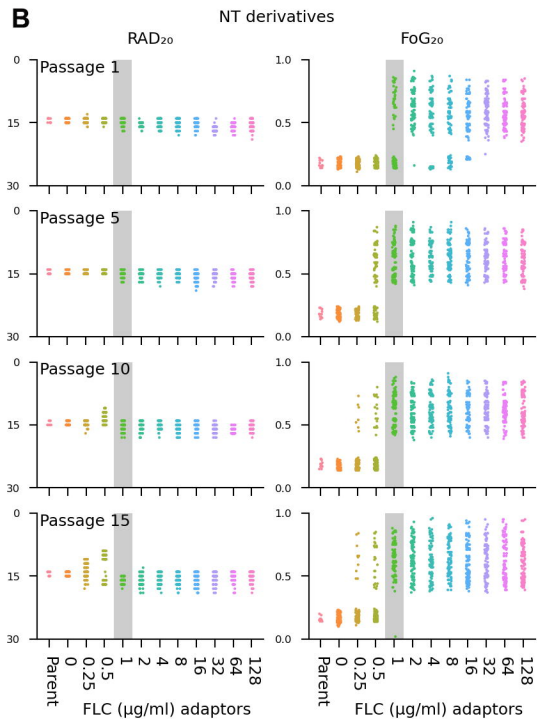 B
NT derivatives
RAD₂₀
FoG₂₀
Passage 1
0
15
30
1.0
0.5
0.0
Passage 5
0
15
30
1.0
0.5
0.0
Passage 10
0
15
30
1.0
0.5
0.0
Passage 15
0
15
30
1.0
0.5
0.0
Parent 0 0.25 0.5 1 2 4 8 16 32 64 128
Parent 0 0.25 0.5 1 2 4 8 16 32 64 128
FLC (µg/ml) adaptors
FLC (µg/ml) adaptors